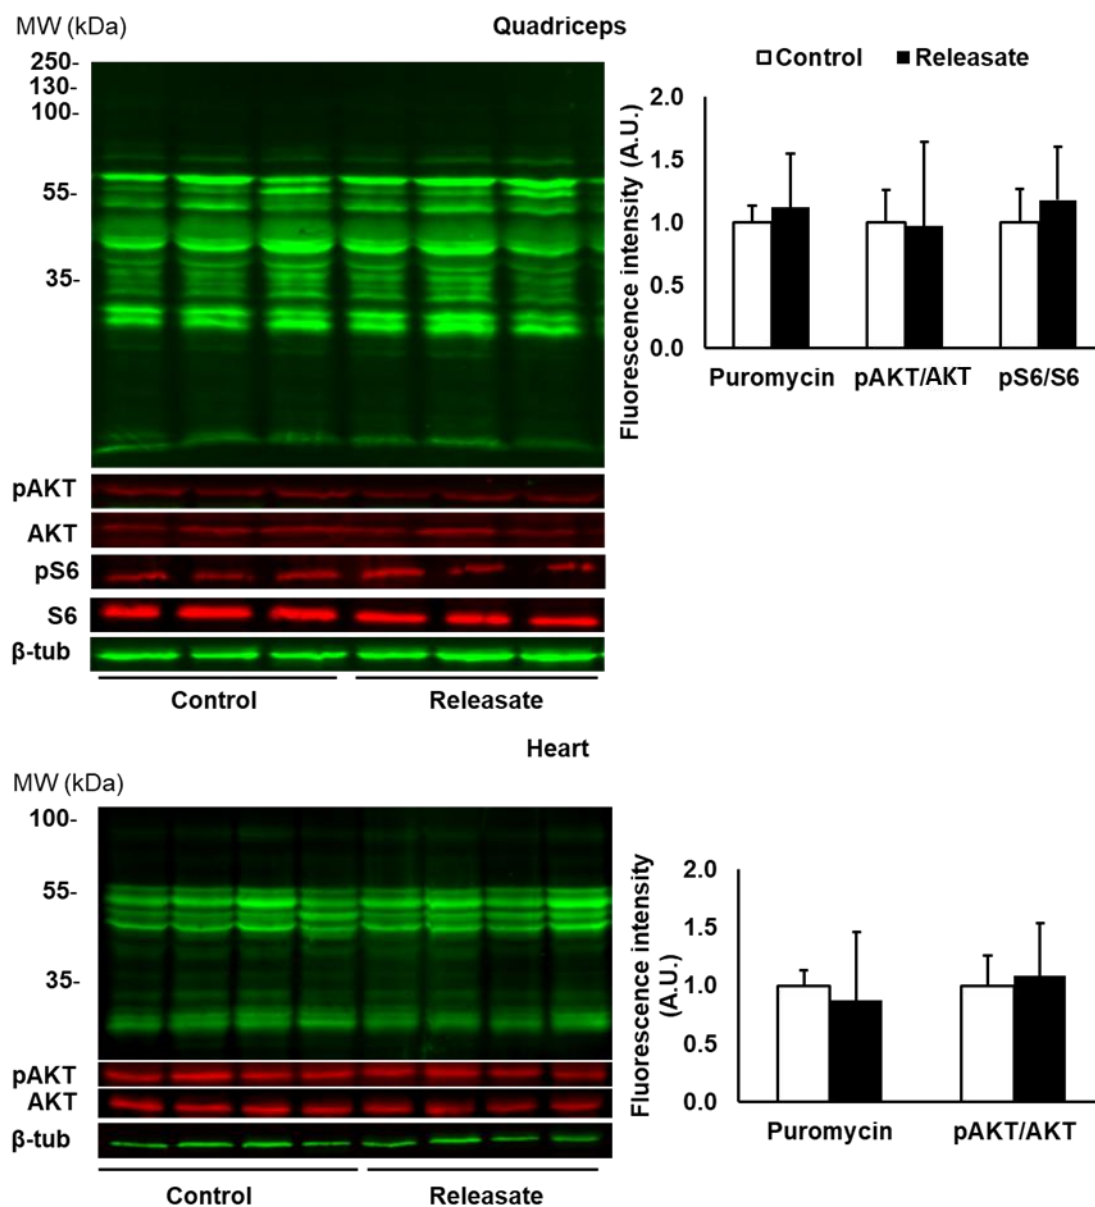 MW (kDa)
Quadriceps
250-
130-
100-
55-
35-
pAKT
AKT
pS6
S6
β-tub
Control
Releasate
Control
Releasate
Fluorescence intensity (A.U.)
2.0
1.5
1.0
0.5
0.0
Puromycin
pAKT/AKT
pS6/S6
Heart
MW (kDa)
100-
55-
35-
pAKT
AKT
β-tub
Control
Releasate
Fluorescence intensity
(A.U.)
2.0
1.5
1.0
0.5
0.0
Puromycin
pAKT/AKT